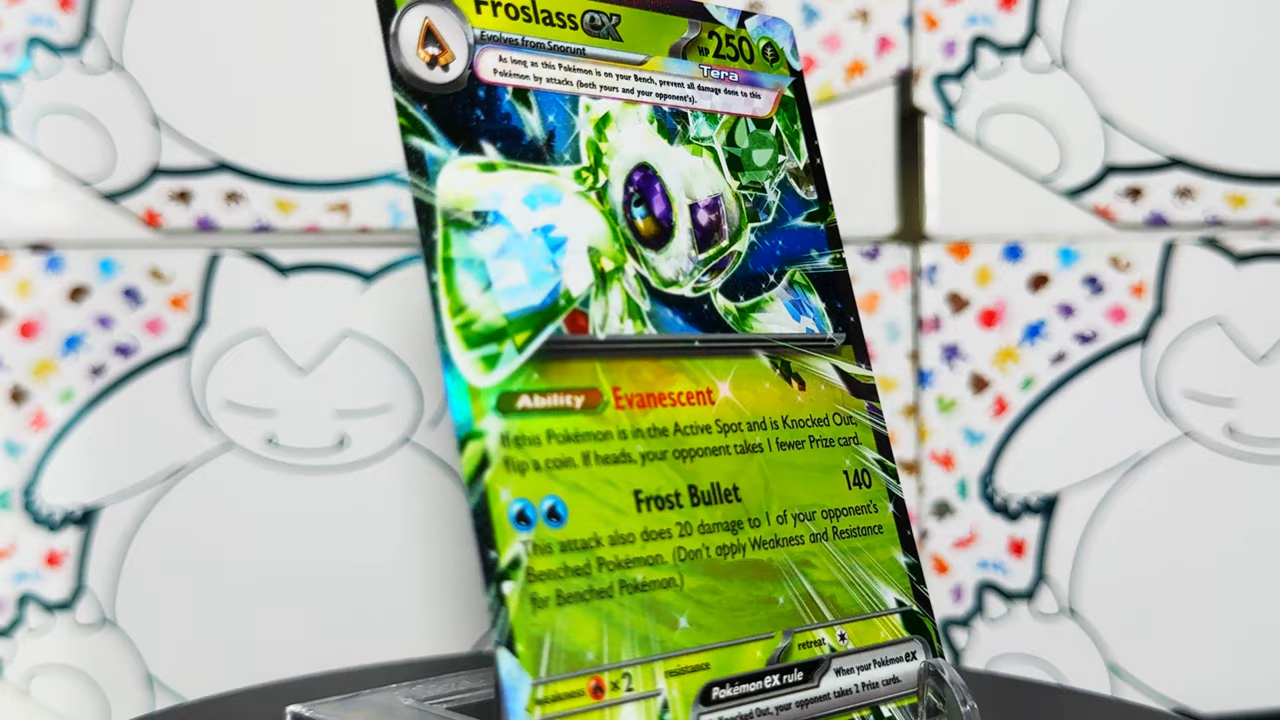 Froslass ex
HP 250
Evolves from Snorunt
Tera
As long as this Pokémon is on your Bench, prevent all damage done to this
Pokémon by attacks (both yours and your opponent's).
Ability Evanescent
If this Pokémon is in the Active Spot and is Knocked Out,
flip a coin. If heads, your opponent takes 1 fewer Prize card.
Frost Bullet 140
This attack also does 20 damage to 1 of your opponent's
Benched Pokémon. (Don't apply Weakness and Resistance
for Benched Pokémon.)
weakness ×2 resistance retreat
Pokémon ex rule When your Pokémon ex
is Knocked Out, your opponent takes 2 Prize cards.